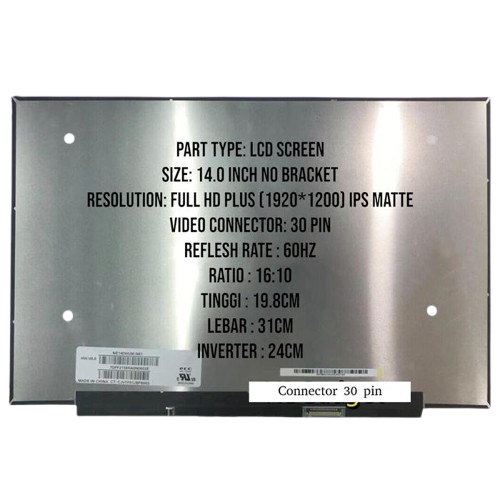 PART TYPE: LCD SCREEN
SIZE: 14.0 INCH NO BRACKET
RESOLUTION: FULL HD PLUS (1920*1200) IPS MATTE
VIDEO CONNECTOR: 30 PIN
REFLESH RATE : 60HZ
RATIO : 16:10
TINGGI : 19.8CM
LEBAR : 31CM
INVERTER : 24CM
Connector 30 pin